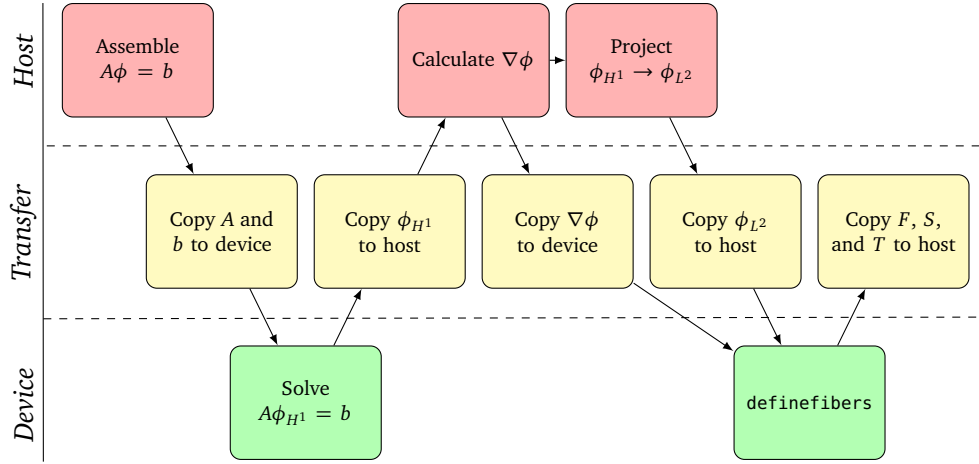 Host
Assemble
Aϕ = b
Calculate ∇ϕ
Project
ϕ_{H¹} → ϕ_{L²}
Transfer
Copy A and
b to device
Copy ϕ_{H¹}
to host
Copy ∇ϕ
to device
Copy ϕ_{L²}
to host
Copy F, S,
and T to host
Device
Solve
Aϕ_{H¹} = b
definefibers